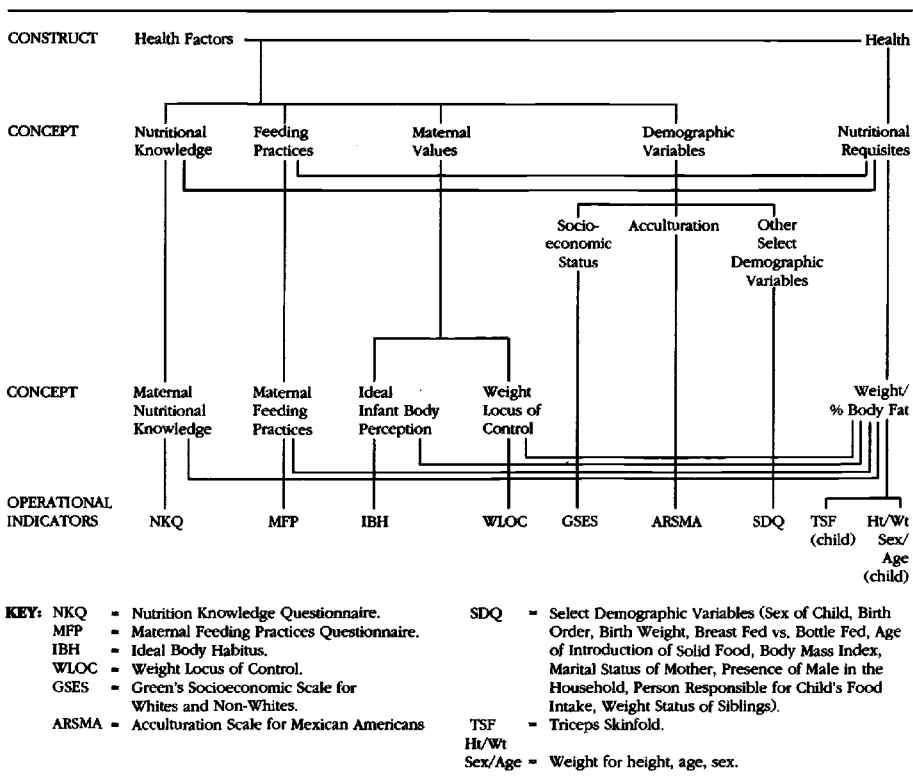 CONSTRUCT Health Factors Health
CONCEPT Nutritional Knowledge Feeding Practices Maternal Values Demographic Variables Nutritional Requisites
Socio-economic Status Acculturation Other Select Demographic Variables
CONCEPT Maternal Nutritional Knowledge Maternal Feeding Practices Ideal Infant Body Perception Weight Locus of Control Weight/ % Body Fat
OPERATIONAL INDICATORS NKQ MFP IBH WLOC GSES ARSMA SDQ TSF (child) Ht/Wt Sex/ Age (child)
KEY: NKQ = Nutrition Knowledge Questionnaire.
MFP = Maternal Feeding Practices Questionnaire.
IBH = Ideal Body Habitus.
WLOC = Weight Locus of Control.
GSES = Green's Socioeconomic Scale for
Whites and Non-Whites.
ARSMA = Acculturation Scale for Mexican Americans
SDQ = Select Demographic Variables (Sex of Child, Birth
Order, Birth Weight, Breast Fed vs. Bottle Fed, Age
of Introduction of Solid Food, Body Mass Index,
Marital Status of Mother, Presence of Male in the
Household, Person Responsible for Child's Food
Intake, Weight Status of Siblings).
TSF = Triceps Skinfold.
Ht/Wt
Sex/Age = Weight for height, age, sex.